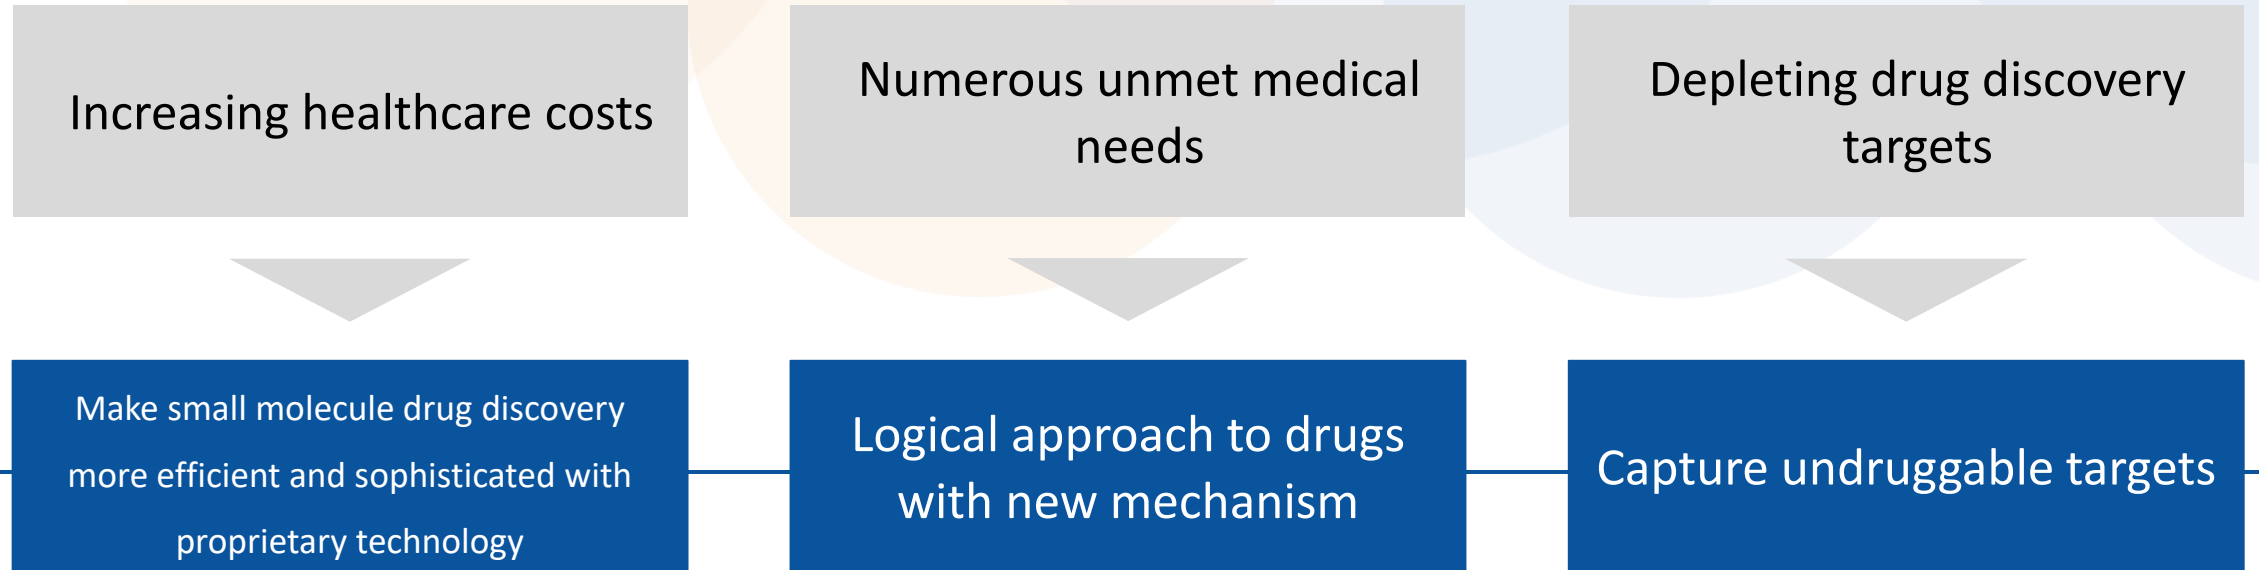 Increasing healthcare costs
Numerous unmet medical
needs
Depleting drug discovery
targets
Make small molecule drug discovery
more efficient and sophisticated with
proprietary technology
Logical approach to drugs
with new mechanism
Capture undruggable targets